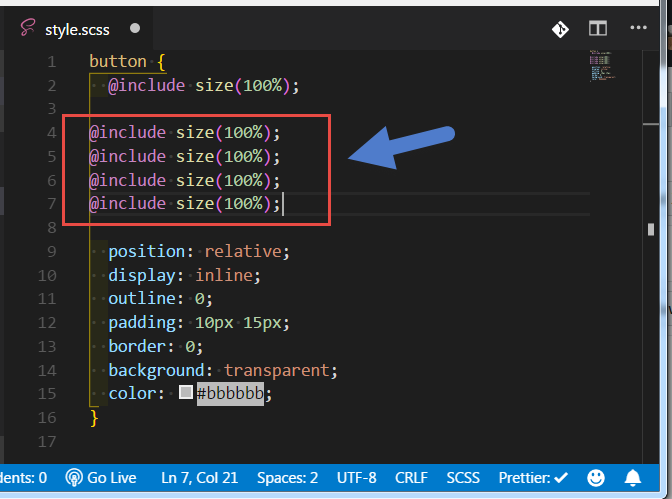 style.scss
1 button {
2 @include size(100%);
3
4 @include size(100%);
5 @include size(100%);
6 @include size(100%);
7 @include size(100%);
8
9 position: relative;
10 display: inline;
11 outline: 0;
12 padding: 10px 15px;
13 border: 0;
14 background: transparent;
15 color: #bbbbbb;
16 }
17
dents: 0 Go Live Ln 7, Col 21 Spaces: 2 UTF-8 CRLF SCSS Prettier: ✓